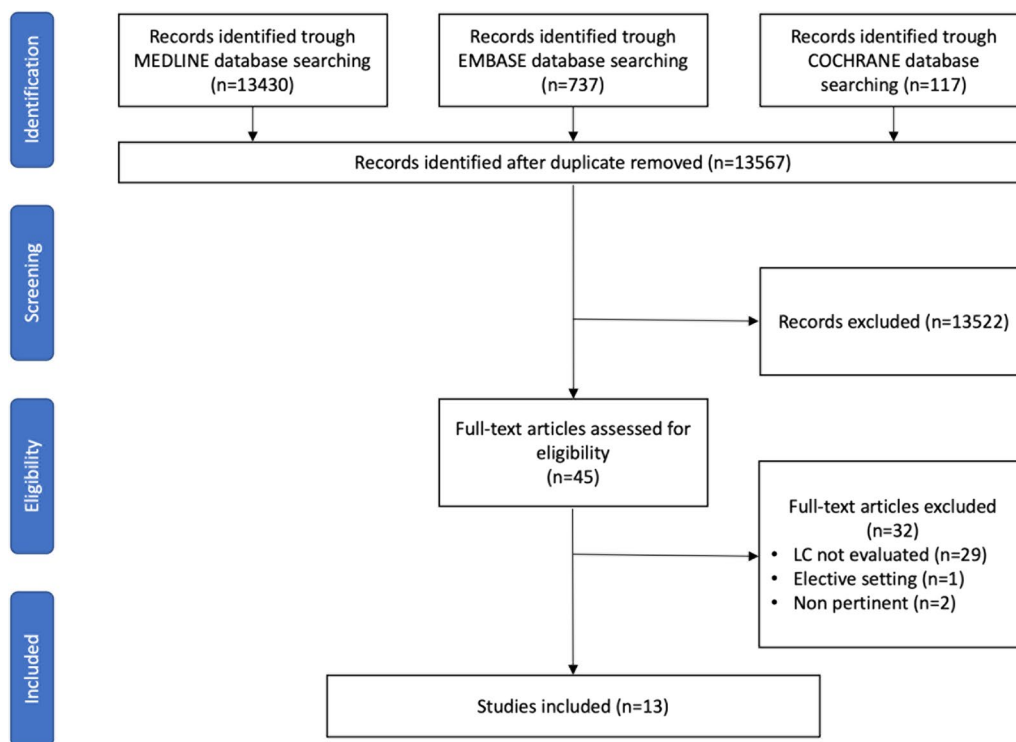 Identification
Records identified trough
MEDLINE database searching
(n=13430)
Records identified trough
EMBASE database searching
(n=737)
Records identified trough
COCHRANE database
searching (n=117)
Records identified after duplicate removed (n=13567)
Screening
Records excluded (n=13522)
Eligibility
Full-text articles assessed for
eligibility
(n=45)
Full-text articles excluded
(n=32)
• LC not evaluated (n=29)
• Elective setting (n=1)
• Non pertinent (n=2)
Included
Studies included (n=13)